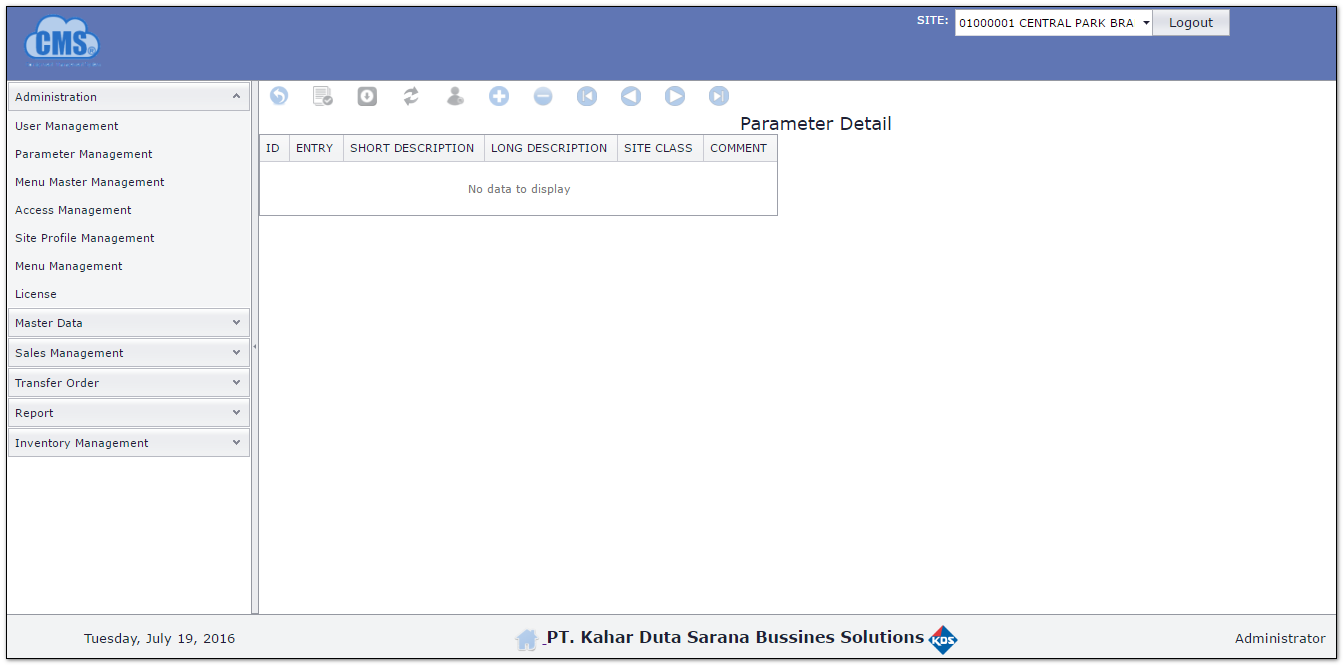 CMS®
SITE: 01000001 CENTRAL PARK BRA Logout
Administration
User Management
Parameter Management
Menu Master Management
Access Management
Site Profile Management
Menu Management
License
Master Data
Sales Management
Transfer Order
Report
Inventory Management
Parameter Detail
ID ENTRY SHORT DESCRIPTION LONG DESCRIPTION SITE CLASS COMMENT
No data to display
Tuesday, July 19, 2016
PT. Kahar Duta Sarana Bussines Solutions
KDS
Administrator